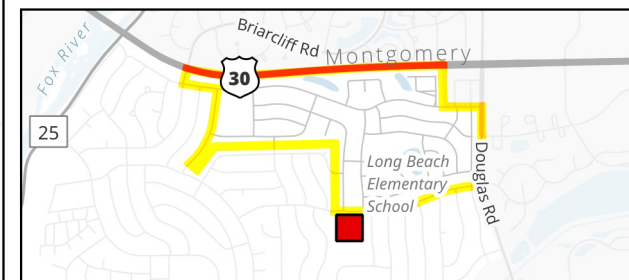 Briarcliff Rd
Montgomery
Fox River
30
25
Long Beach
Elementary
School
Douglas Rd